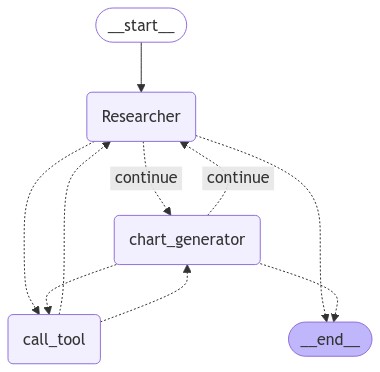 __start__
Researcher
continue
continue
chart_generator
call_tool
__end__